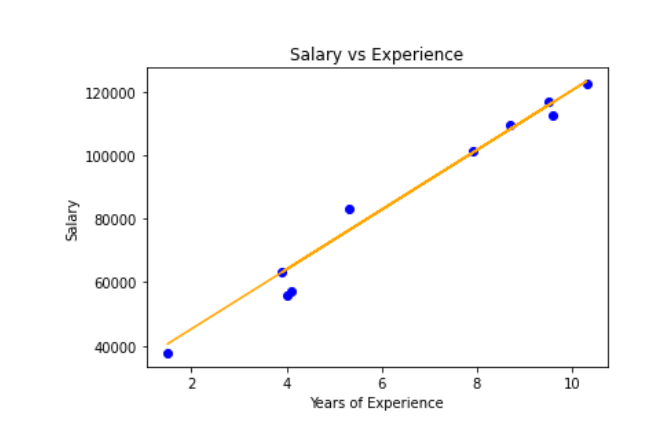 Salary vs Experience
120000
100000
80000
60000
40000
Salary
2 4 6 8 10
Years of Experience